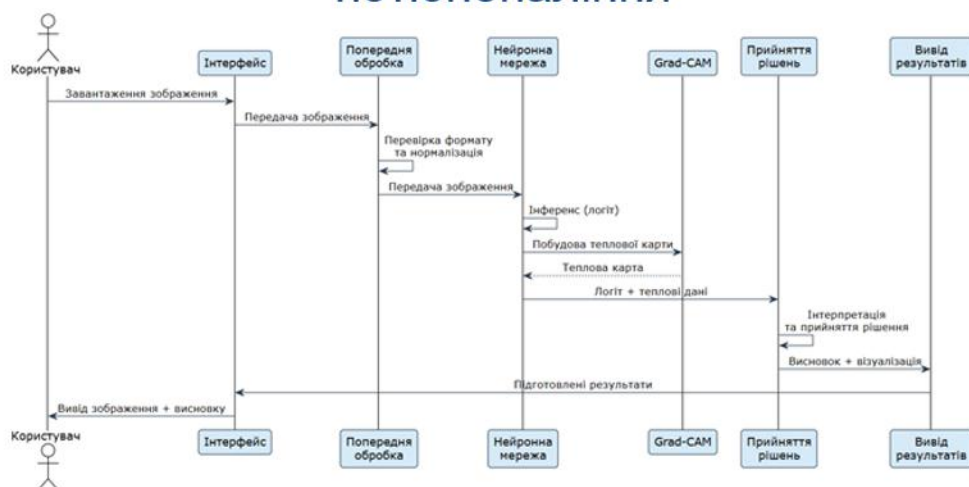 Користувач
Інтерфейс
Попередня
обробка
Нейронна
мережа
Grad-CAM
Прийняття
рішень
Вивід
результатів
Завантаження зображення
Передача зображення
Перевірка формату
та нормалізація
Передача зображення
Інференс (логіт)
Побудова теплової карти
Теплова карта
Логіт + теплові дані
Інтерпретація
та прийняття рішення
Висновок + візуалізація
Підготовлені результати
Вивід зображення + висновку
Користувач
Інтерфейс
Попередня
обробка
Нейронна
мережа
Grad-CAM
Прийняття
рішень
Вивід
результатів